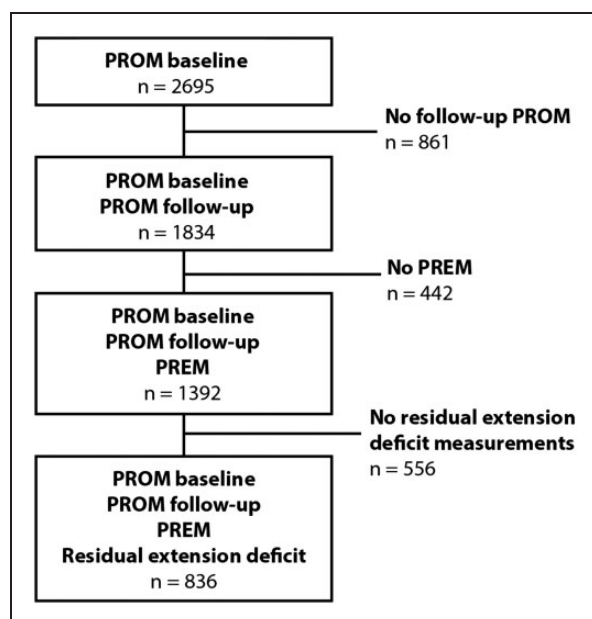 PROM baseline
n = 2695
No follow-up PROM
n = 861
PROM baseline
PROM follow-up
n = 1834
No PREM
n = 442
PROM baseline
PROM follow-up
PREM
n = 1392
No residual extension
deficit measurements
n = 556
PROM baseline
PROM follow-up
PREM
Residual extension deficit
n = 836